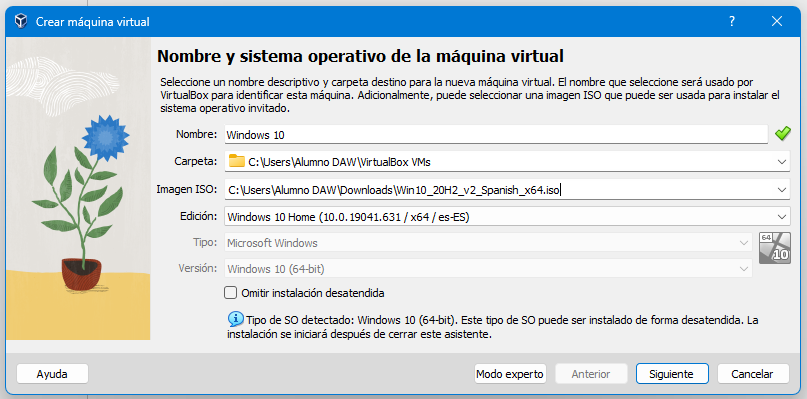 Crear máquina virtual
Nombre y sistema operativo de la máquina virtual
Seleccione un nombre descriptivo y carpeta destino para la nueva máquina virtual. El nombre que seleccione será usado por
VirtualBox para identificar esta máquina. Adicionalmente, puede seleccionar una imagen ISO que puede ser usada para instalar el
sistema operativo invitado.
Nombre: Windows 10
Carpeta: C:\Users\Alumno DAW\VirtualBox VMs
Imagen ISO: C:\Users\Alumno DAW\Downloads\Win10_20H2_v2_Spanish_x64.iso
Edición: Windows 10 Home (10.0.19041.631 / x64 / es-ES)
Tipo: Microsoft Windows
64
10
Versión: Windows 10 (64-bit)
Omitir instalación desatendida
Tipo de SO detectado: Windows 10 (64-bit). Este tipo de SO puede ser instalado de forma desatendida. La
instalación se iniciará después de cerrar este asistente.
Ayuda Modo experto Anterior Siguiente Cancelar